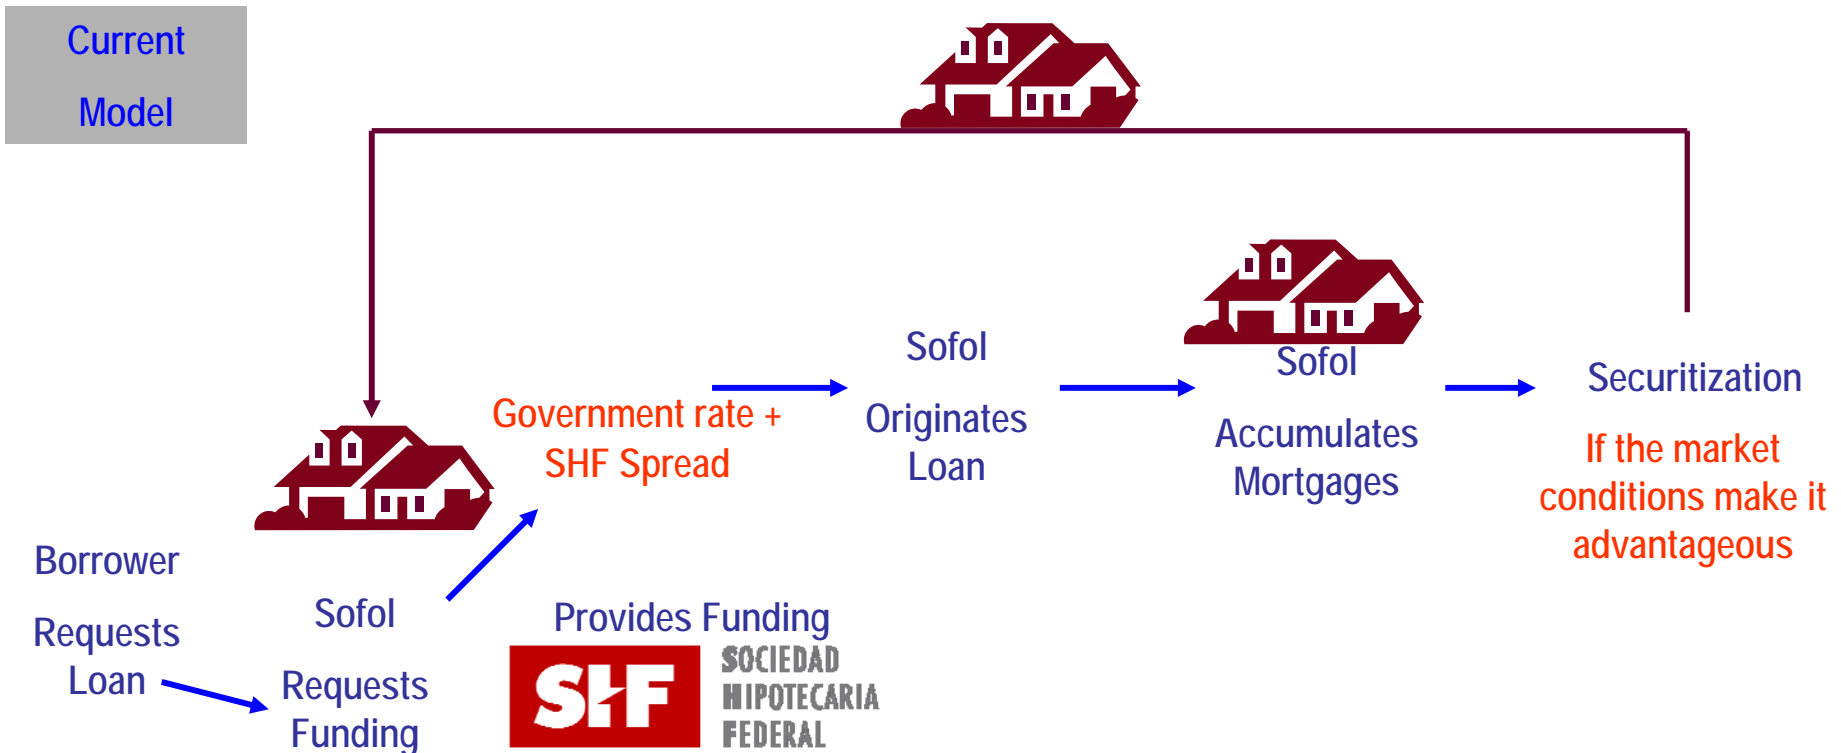 Current
Model
Borrower
Requests
Loan
Sofol
Requests
Funding
Government rate +
SHF Spread
Provides Funding
SHF
SOCIEDAD
HIPOTECARIA
FEDERAL
Sofol
Originates
Loan
Sofol
Accumulates
Mortgages
Securitization
If the market
conditions make it
advantageous